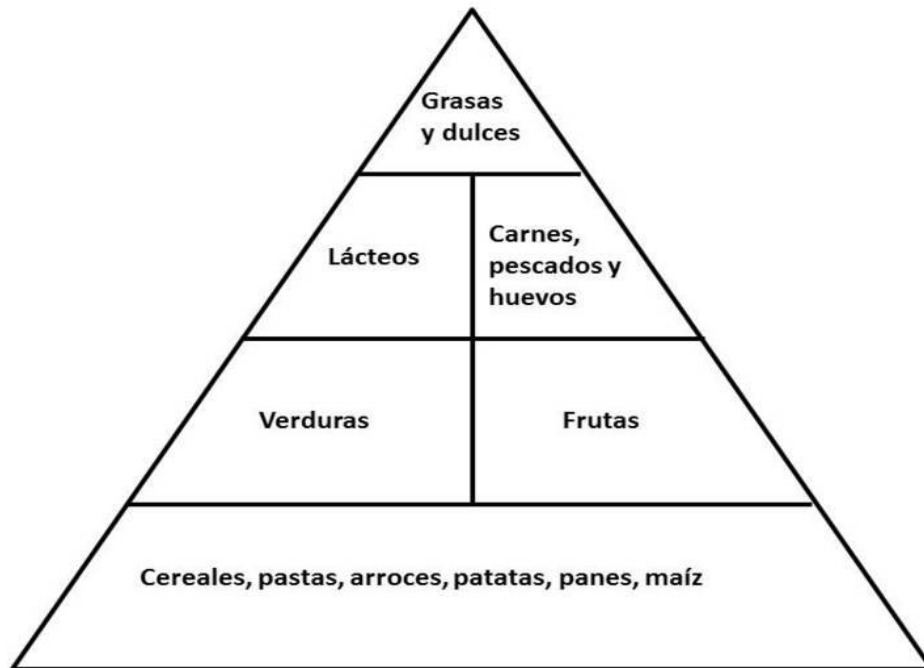 Grasas
y dulces
Lácteos
Carnes,
pescados y
huevos
Verduras
Frutas
Cereales, pastas, arroces, patatas, panes, maíz